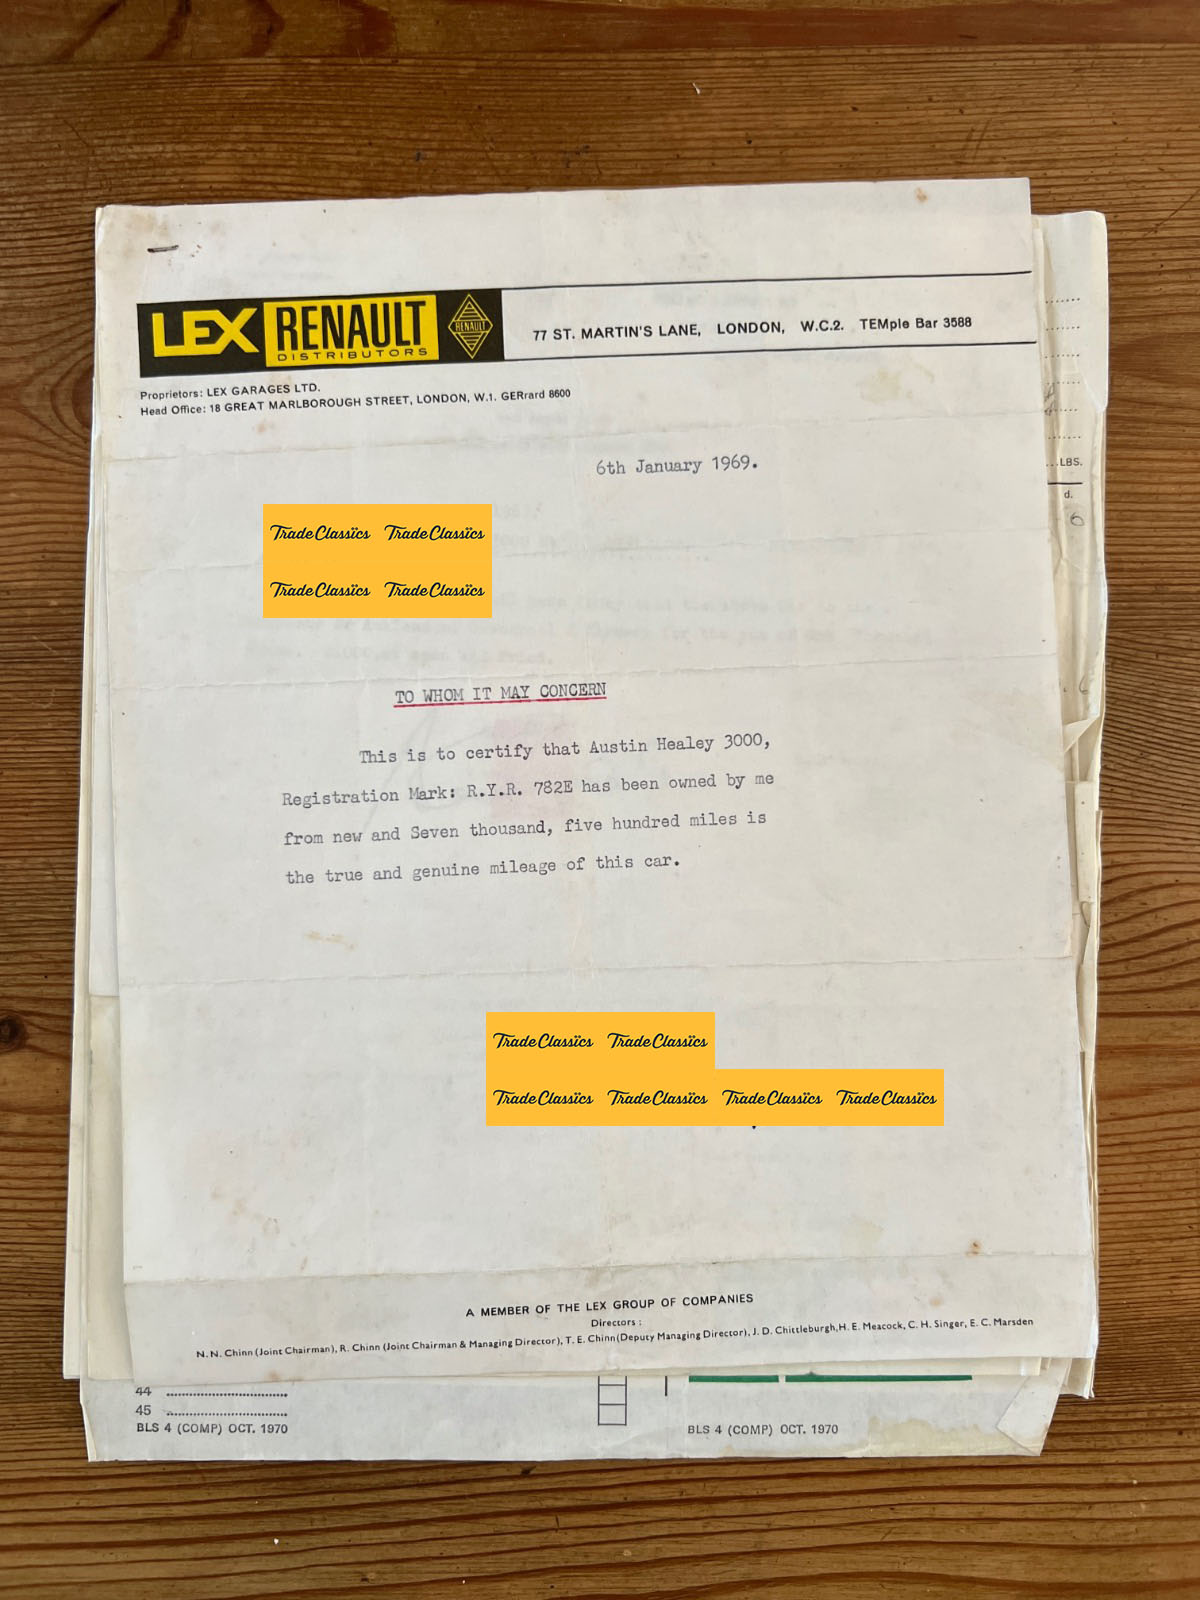 LEX RENAULT
DISTRIBUTORS
RENAULT
77 ST. MARTIN'S LANE, LONDON, W.C.2. TEMple Bar 3588
Proprietors: LEX GARAGES LTD.
Head Office: 18 GREAT MARLBOROUGH STREET, LONDON, W.1. GERrard 8600
6th January 1969.
...LBS.
d.
6
TradeClassics TradeClassics
TradeClassics TradeClassics
TO WHOM IT MAY CONCERN
This is to certify that Austin Healey 3000,
Registration Mark: R.Y.R. 782E has been owned by me
from new and Seven thousand, five hundred miles is
the true and genuine mileage of this car.
TradeClassics TradeClassics
TradeClassics TradeClassics TradeClassics TradeClassics
A MEMBER OF THE LEX GROUP OF COMPANIES
Directors :
N. N. Chinn (Joint Chairman), R. Chinn (Joint Chairman & Managing Director), T. E. Chinn (Deputy Managing Director), J. D. Chittleburgh, H. E. Meacock, C. H. Singer, E. C. Marsden
44
45
BLS 4 (COMP) OCT. 1970
BLS 4 (COMP) OCT. 1970